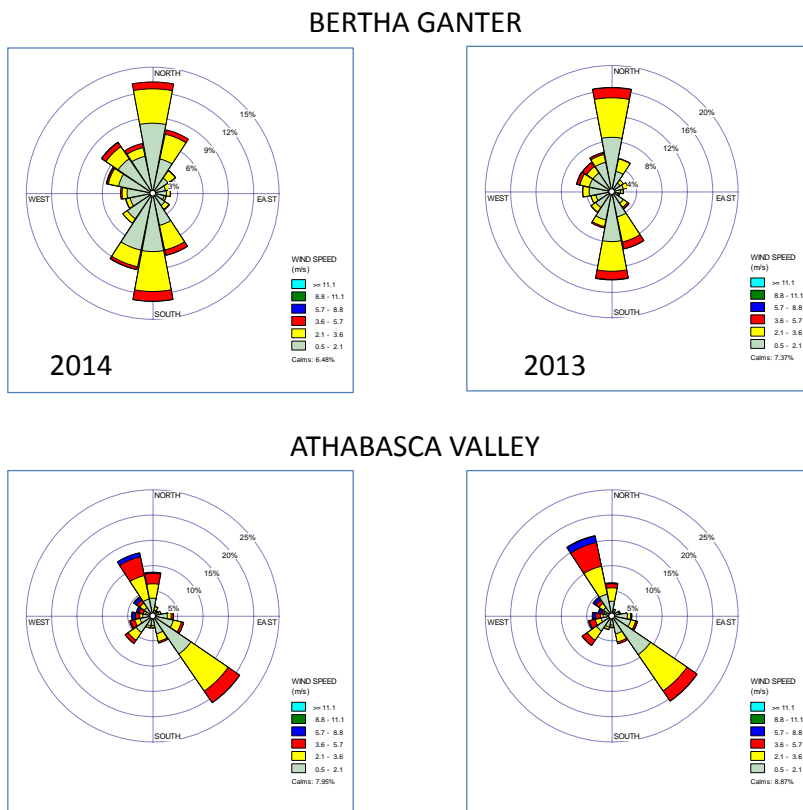 BERTHA GANTER
NORTH
15%
12%
9%
6%
3%
WEST
EAST
SOUTH
WIND SPEED
(m/s)
>= 11.1
8.8 - 11.1
5.7 - 8.8
3.6 - 5.7
2.1 - 3.6
0.5 - 2.1
Calms: 6.48%
2014
NORTH
20%
16%
12%
8%
4%
WEST
EAST
SOUTH
WIND SPEED
(m/s)
>= 11.1
8.8 - 11.1
5.7 - 8.8
3.6 - 5.7
2.1 - 3.6
0.5 - 2.1
Calms: 7.37%
2013
ATHABASCA VALLEY
NORTH
25%
20%
15%
10%
5%
WEST
EAST
SOUTH
WIND SPEED
(m/s)
>= 11.1
8.8 - 11.1
5.7 - 8.8
3.6 - 5.7
2.1 - 3.6
0.5 - 2.1
Calms: 7.95%
NORTH
25%
20%
15%
10%
5%
WEST
EAST
SOUTH
WIND SPEED
(m/s)
>= 11.1
8.8 - 11.1
5.7 - 8.8
3.6 - 5.7
2.1 - 3.6
0.5 - 2.1
Calms: 8.87%